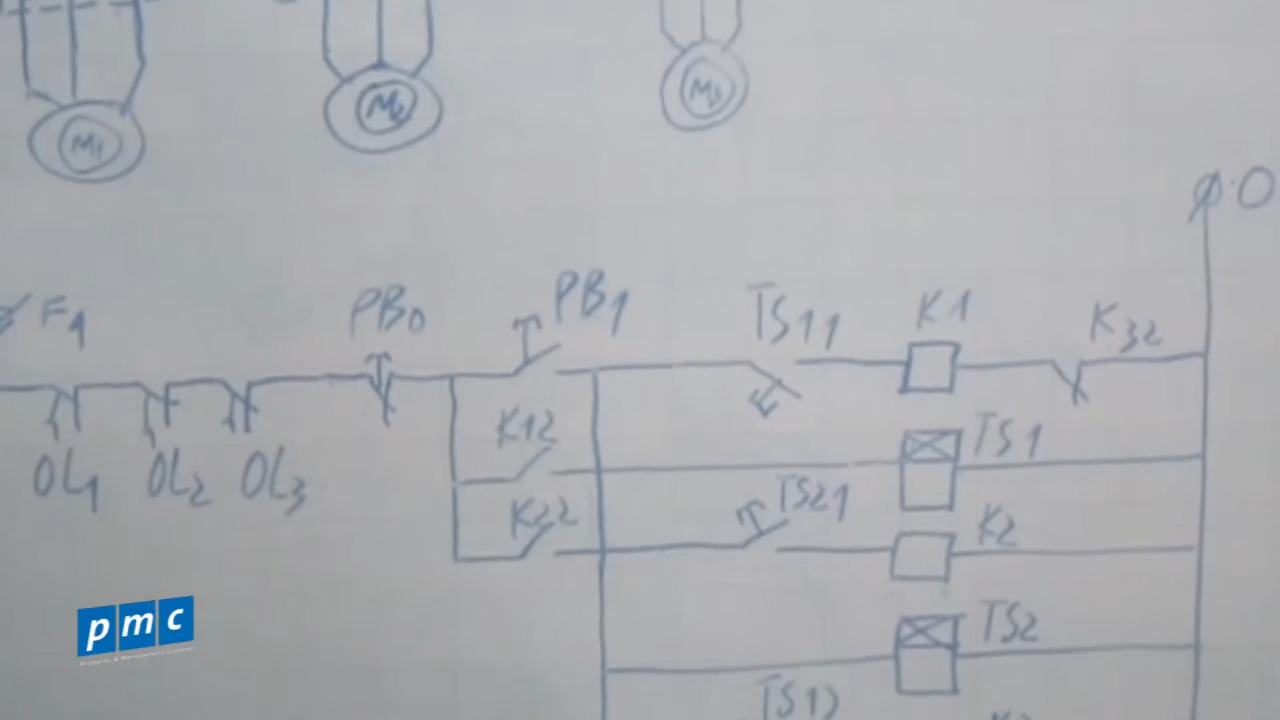 M1 M2 M3
0
F1 PB0 PB1 TS11 K1 K32
OL1 OL2 OL3 K12 TS1
K22 TS21 K2
TS2
pmc